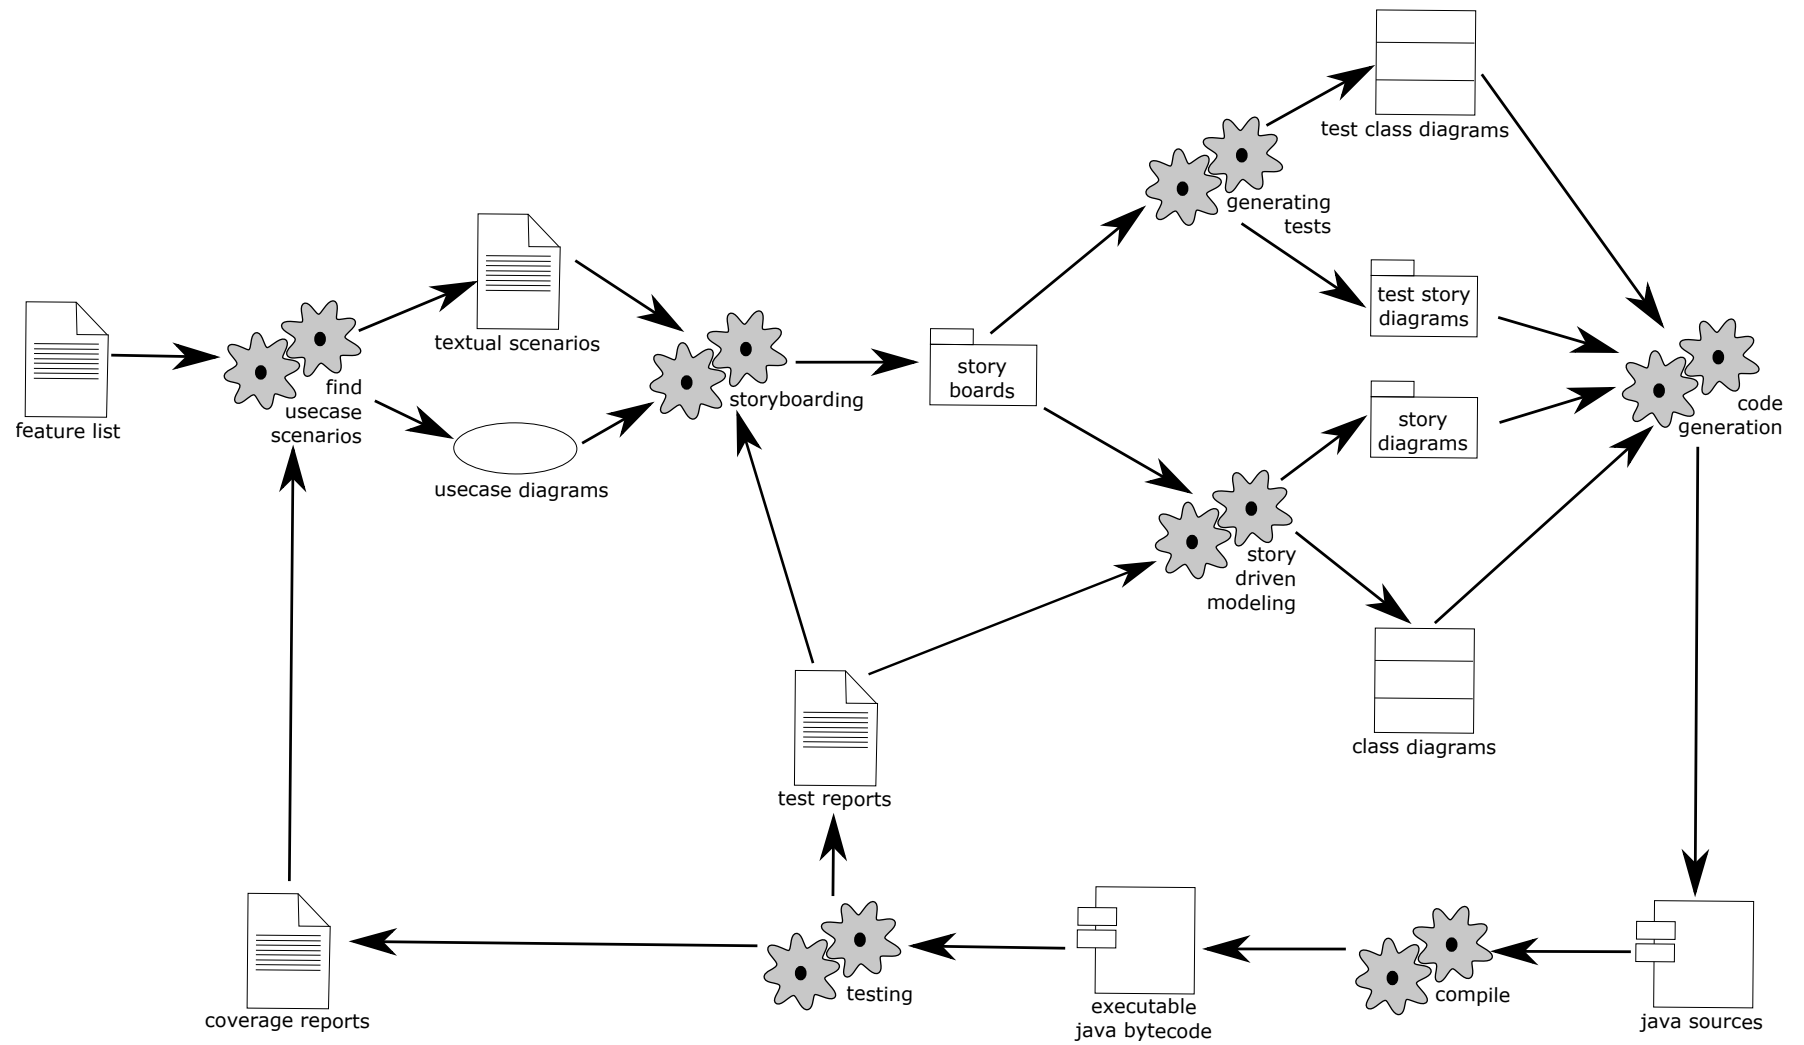 test class diagrams
generating
tests
test story
diagrams
textual scenarios
story
boards
find
usecase
scenarios
storyboarding
feature list
story
diagrams
code
generation
usecase diagrams
story
driven
modeling
class diagrams
test reports
coverage reports
testing
executable
java bytecode
compile
java sources